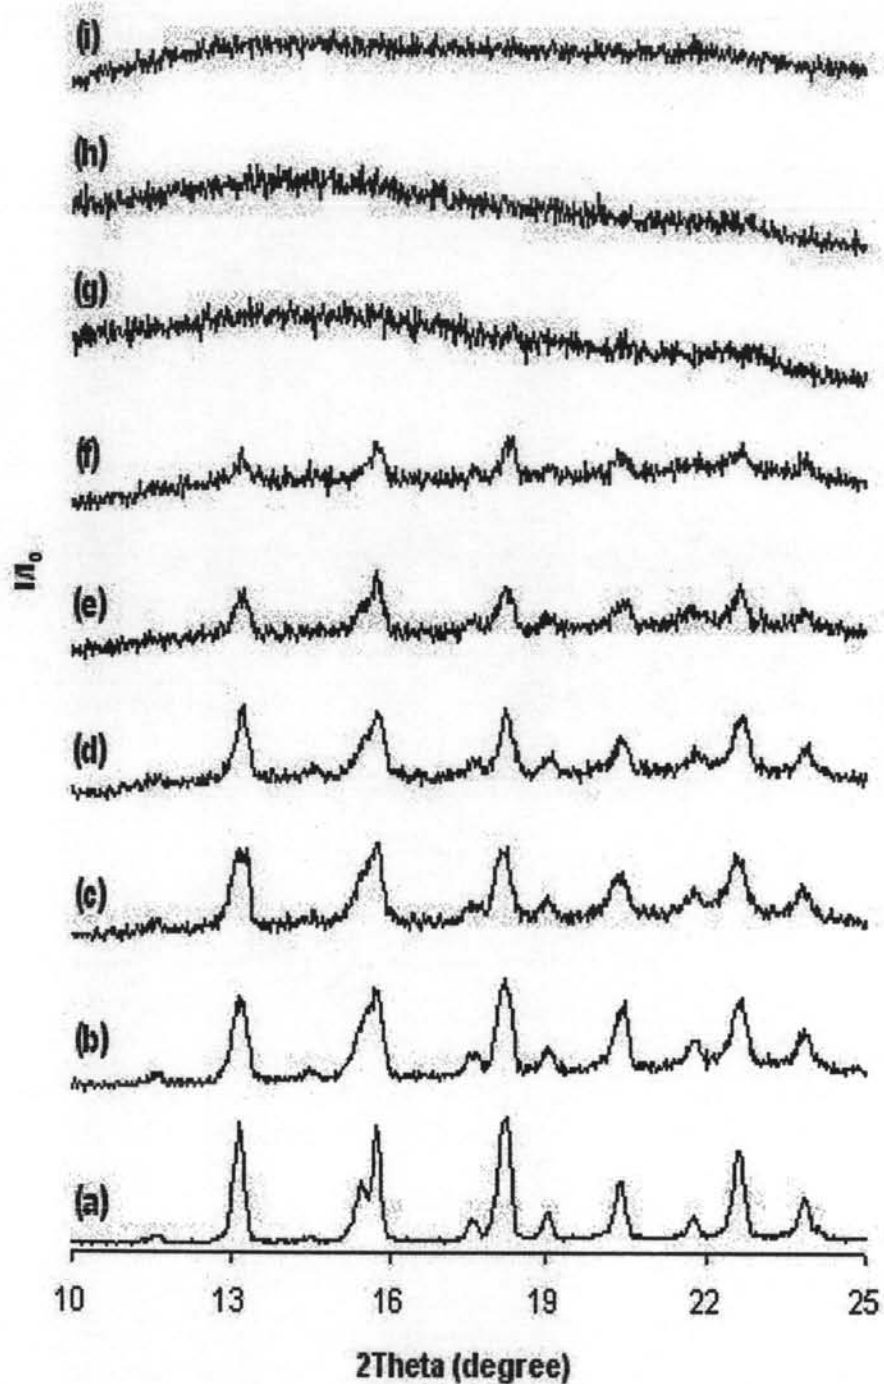 (i)
(h)
(g)
(f)
I/I₀
(e)
(d)
(c)
(b)
(a)
10 13 16 19 22 25
2Theta (degree)